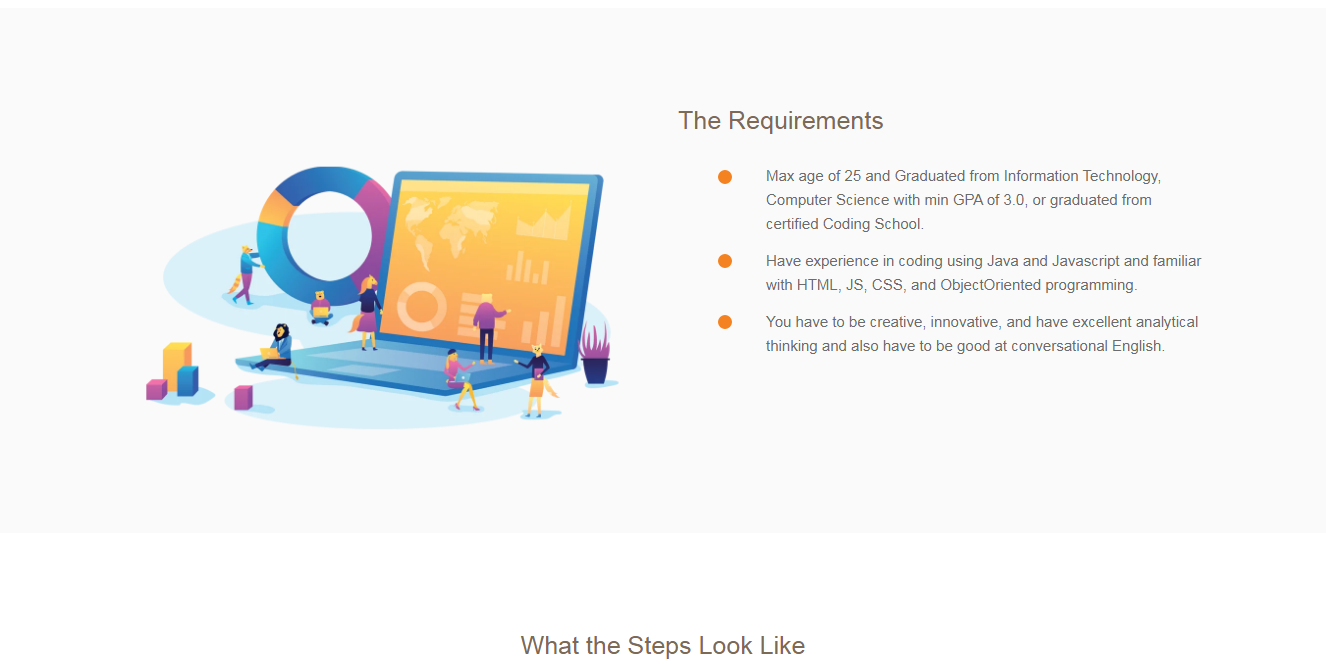 The Requirements
Max age of 25 and Graduated from Information Technology,
Computer Science with min GPA of 3.0, or graduated from
certified Coding School.
Have experience in coding using Java and Javascript and familiar
with HTML, JS, CSS, and ObjectOriented programming.
You have to be creative, innovative, and have excellent analytical
thinking and also have to be good at conversational English.
What the Steps Look Like